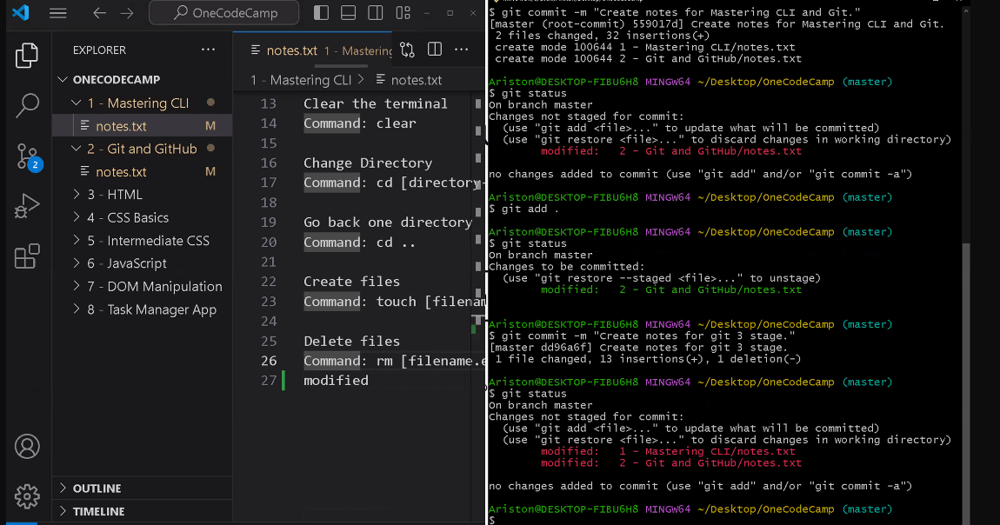 OneCodeCamp
EXPLORER
ONECODECAMP
1 - Mastering CLI
notes.txt M
2 - Git and GitHub
notes.txt M
3 - HTML
4 - CSS Basics
5 - Intermediate CSS
6 - JavaScript
7 - DOM Manipulation
8 - Task Manager App
OUTLINE
TIMELINE
2
notes.txt 1 - Mastering
1 - Mastering CLI > notes.txt
13 Clear the terminal
14 Command: clear
15
16 Change Directory
17 Command: cd [directory-
18
19 Go back one directory
20 Command: cd ..
21
22 Create files
23 Command: touch [filenam
24
25 Delete files
26 Command: rm [filename.e
27 modified
$ git commit -m "Create notes for Mastering CLI and Git."
[master (root-commit) 559017d] Create notes for Mastering CLI and Git.
2 files changed, 32 insertions(+)
create mode 100644 1 - Mastering CLI/notes.txt
create mode 100644 2 - Git and GitHub/notes.txt
Ariston@DESKTOP-FIBU6H8 MINGW64 ~/Desktop/OneCodeCamp (master)
$ git status
On branch master
Changes not staged for commit:
(use "git add <file>..." to update what will be committed)
(use "git restore <file>..." to discard changes in working directory)
modified: 2 - Git and GitHub/notes.txt
no changes added to commit (use "git add" and/or "git commit -a")
Ariston@DESKTOP-FIBU6H8 MINGW64 ~/Desktop/OneCodeCamp (master)
$ git add .
Ariston@DESKTOP-FIBU6H8 MINGW64 ~/Desktop/OneCodeCamp (master)
$ git status
On branch master
Changes to be committed:
(use "git restore --staged <file>..." to unstage)
modified: 2 - Git and GitHub/notes.txt
Ariston@DESKTOP-FIBU6H8 MINGW64 ~/Desktop/OneCodeCamp (master)
$ git commit -m "Create notes for git 3 stage."
[master dd96a6f] Create notes for git 3 stage.
1 file changed, 13 insertions(+), 1 deletion(-)
Ariston@DESKTOP-FIBU6H8 MINGW64 ~/Desktop/OneCodeCamp (master)
$ git status
On branch master
Changes not staged for commit:
(use "git add <file>..." to update what will be committed)
(use "git restore <file>..." to discard changes in working directory)
modified: 1 - Mastering CLI/notes.txt
modified: 2 - Git and GitHub/notes.txt
no changes added to commit (use "git add" and/or "git commit -a")
Ariston@DESKTOP-FIBU6H8 MINGW64 ~/Desktop/OneCodeCamp (master)
$